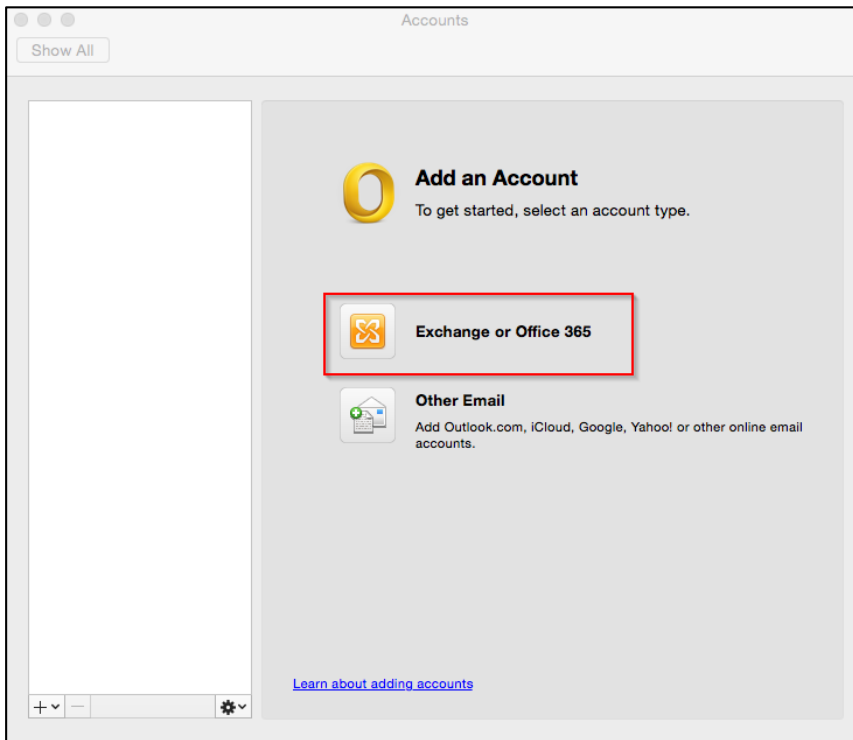 Accounts
Show All
Add an Account
To get started, select an account type.
Exchange or Office 365
Other Email
Add Outlook.com, iCloud, Google, Yahoo! or other online email
accounts.
Learn about adding accounts